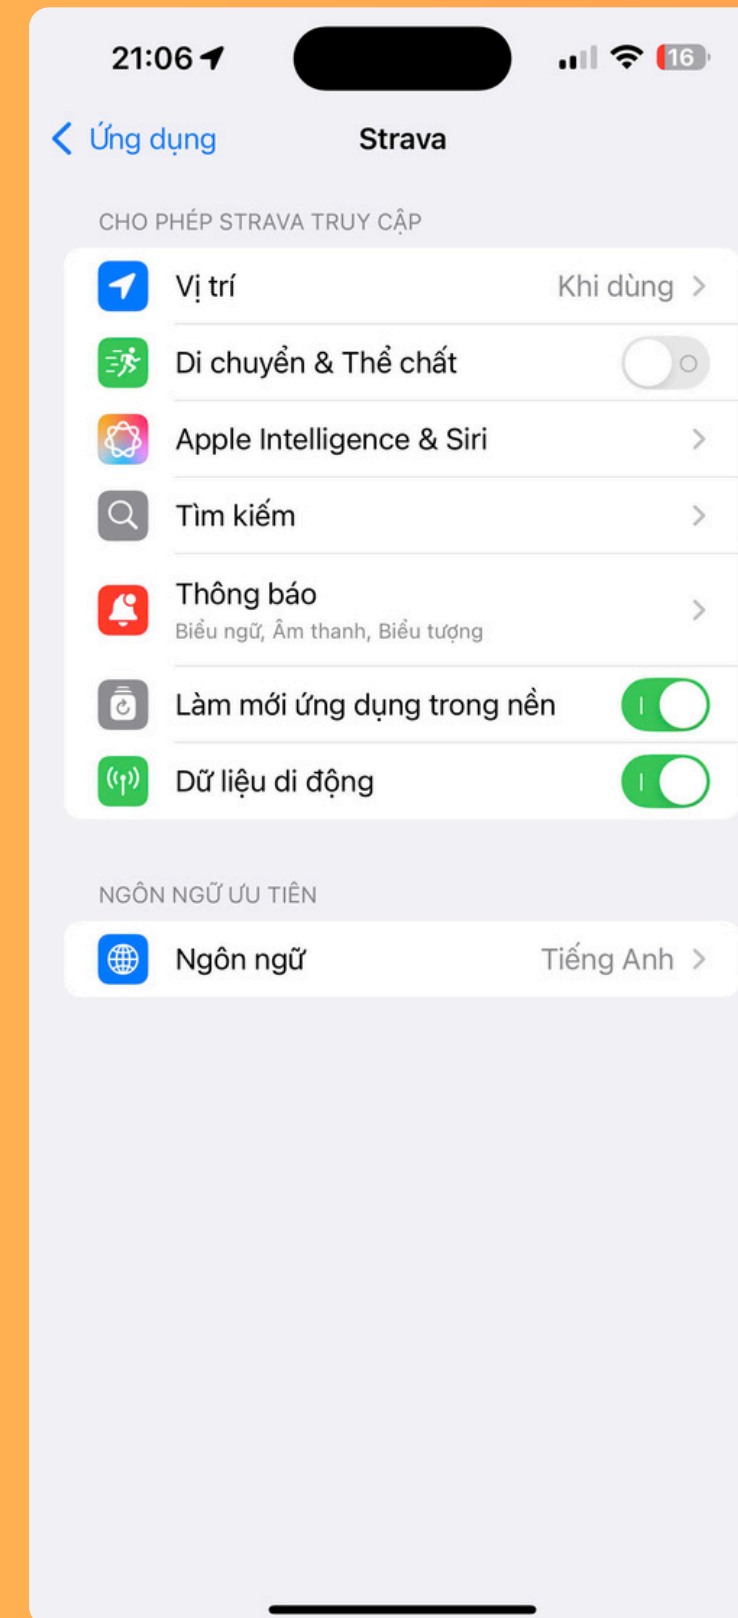 21:06
16
Ứng dụng
Strava
CHO PHÉP STRAVA TRUY CẬP
Vị trí
Khi dùng
Di chuyển & Thể chất
Apple Intelligence & Siri
Tìm kiếm
Thông báo
Biểu ngữ, Âm thanh, Biểu tượng
Làm mới ứng dụng trong nền
Dữ liệu di động
NGÔN NGỮ ƯU TIÊN
Ngôn ngữ
Tiếng Anh